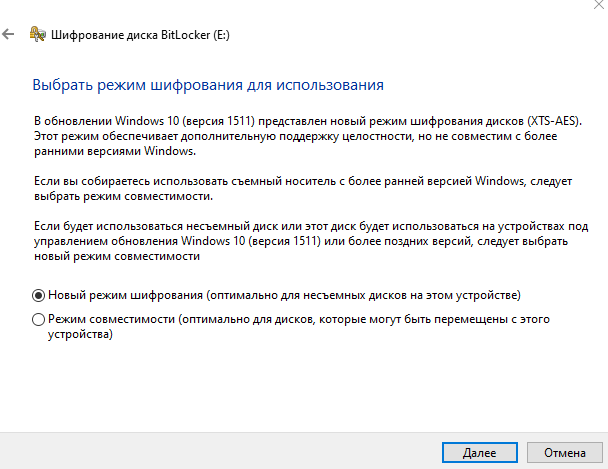 Шифрование диска BitLocker (E:)
Выбрать режим шифрования для использования
В обновлении Windows 10 (версия 1511) представлен новый режим шифрования дисков (XTS-AES).
Этот режим обеспечивает дополнительную поддержку целостности, но не совместим с более
ранними версиями Windows.
Если вы собираетесь использовать съемный носитель с более ранней версией Windows, следует
выбрать режим совместимости.
Если будет использоваться несъемный диск или этот диск будет использоваться на устройствах под
управлением обновления Windows 10 (версия 1511) или более поздних версий, следует выбрать
новый режим совместимости
Новый режим шифрования (оптимально для несъемных дисков на этом устройстве)
Режим совместимости (оптимально для дисков, которые могут быть перемещены с этого
устройства)
Далее
Отмена